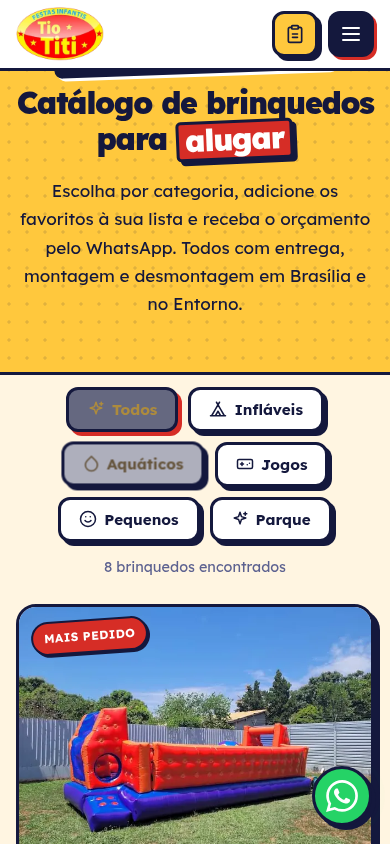 FESTAS INFANTIS
Tio
Titi
Catálogo de brinquedos
para alugar
Escolha por categoria, adicione os
favoritos à sua lista e receba o orçamento
pelo WhatsApp. Todos com entrega,
montagem e desmontagem em Brasília e
no Entorno.
Todos Infláveis
Aquáticos Jogos
Pequenos Parque
8 brinquedos encontrados
MAIS PEDIDO